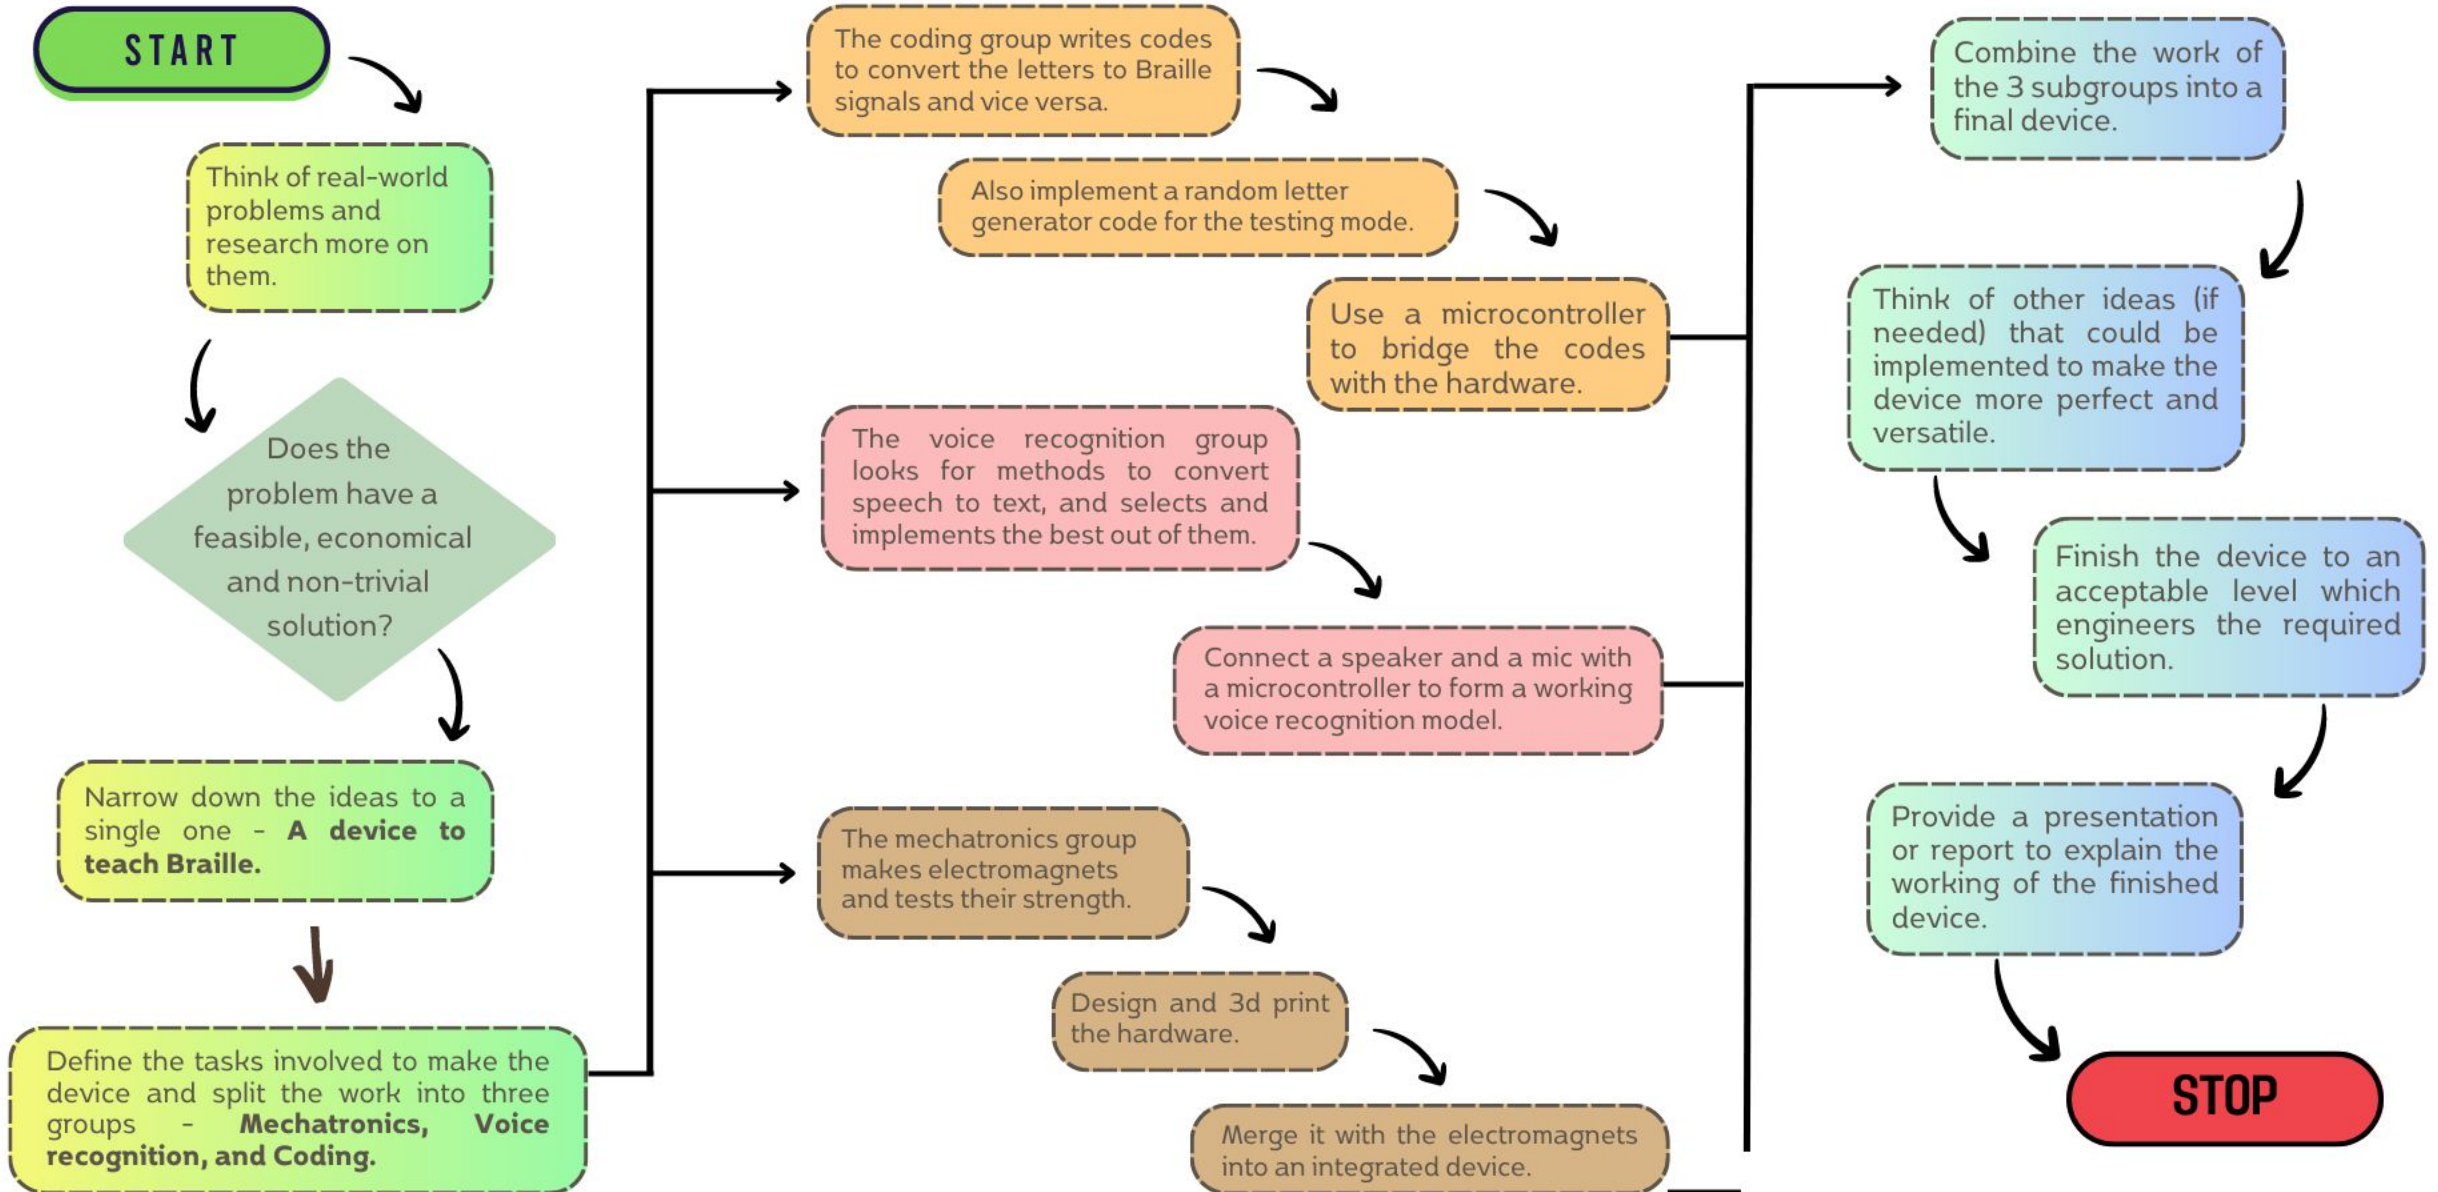 START
Think of real-world
problems and
research more on
them.
Does the
problem have a
feasible, economical
and non-trivial
solution?
Narrow down the ideas to a
single one - A device to
teach Braille.
Define the tasks involved to make the
device and split the work into three
groups - Mechatronics, Voice
recognition, and Coding.
The coding group writes codes
to convert the letters to Braille
signals and vice versa.
Also implement a random letter
generator code for the testing mode.
Use a microcontroller
to bridge the codes
with the hardware.
The voice recognition group
looks for methods to convert
speech to text, and selects and
implements the best out of them.
Connect a speaker and a mic with
a microcontroller to form a working
voice recognition model.
The mechatronics group
makes electromagnets
and tests their strength.
Design and 3d print
the hardware.
Merge it with the electromagnets
into an integrated device.
Combine the work of
the 3 subgroups into a
final device.
Think of other ideas (if
needed) that could be
implemented to make the
device more perfect and
versatile.
Finish the device to an
acceptable level which
engineers the required
solution.
Provide a presentation
or report to explain the
working of the finished
device.
STOP